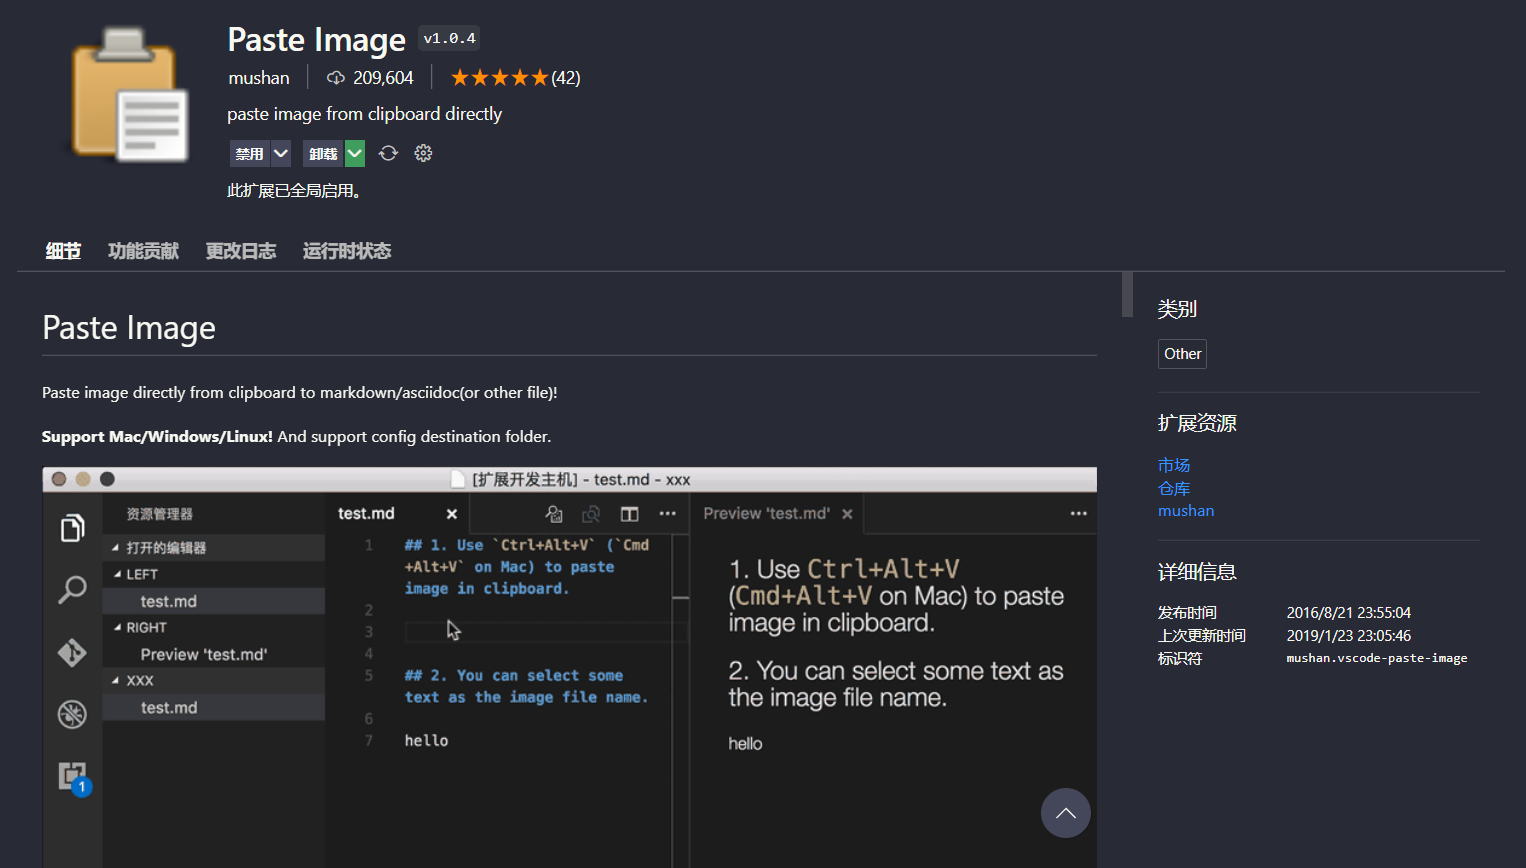 Paste Image v1.0.4
mushan 209,604 (42)
paste image from clipboard directly
禁用 卸载
此扩展已全局启用。
细节 功能贡献 更改日志 运行时状态
Paste Image
Paste image directly from clipboard to markdown/asciidoc(or other file)!
Support Mac/Windows/Linux! And support config destination folder.
[扩展开发主机] - test.md - xxx
资源管理器
打开的编辑器
LEFT
test.md
RIGHT
Preview 'test.md'
XXX
test.md
1
test.md
1 ## 1. Use `Ctrl+Alt+V` (`Cmd
+Alt+V` on Mac) to paste
image in clipboard.
2
3
4
5 ## 2. You can select some
text as the image file name.
6
7 hello
Preview 'test.md'
1. Use Ctrl+Alt+V
(Cmd+Alt+V on Mac) to paste
image in clipboard.
2. You can select some text as
the image file name.
hello
类别
Other
扩展资源
市场
仓库
mushan
详细信息
发布时间 2016/8/21 23:55:04
上次更新时间 2019/1/23 23:05:46
标识符 mushan.vscode-paste-image